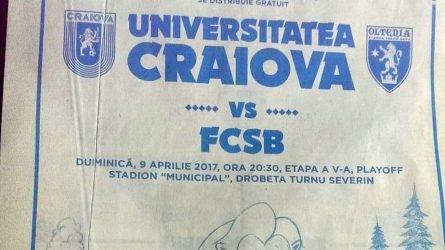 SE DISTRIBUIE GRATUIT
CRAIOVA
UNIVERSITATEA
OLTENIA
CRAIOVA
VS
FCSB
DUMINICĂ, 9 APRILIE 2017, ORA 20:30, ETAPA A V-A, PLAYOFF
STADION "MUNICIPAL", DROBETA TURNU SEVERIN